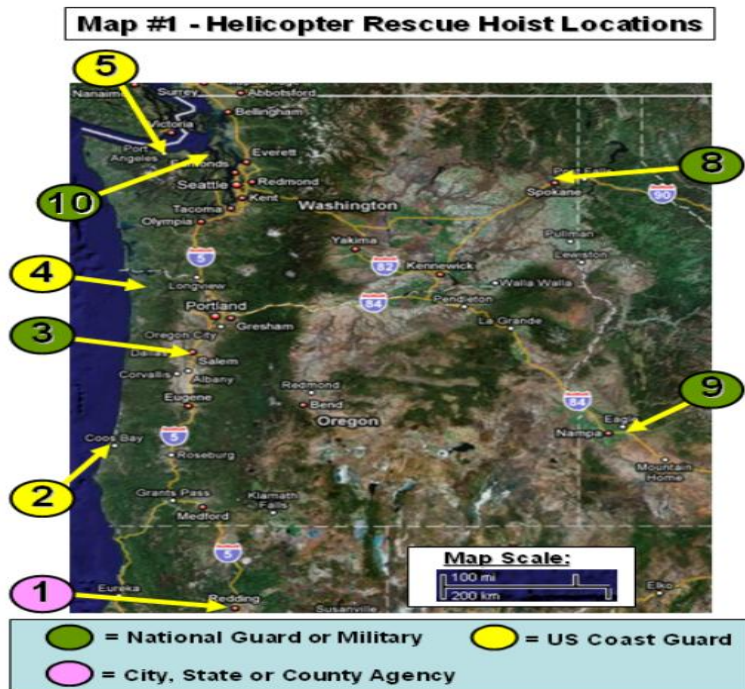 Map #1 - Helicopter Rescue Hoist Locations
5
Surrey
Abbotsford
Nanaimo
Bellingham
Victoria
Port
Angeles
Everett
8
Edmonds
Seattle
Redmond
Spokane
90
10
Kent
Washington
Tacoma
Olympia
Pullman
Yakima
Lewiston
5
82
Kennewick
4
Longview
Walla Walla
84
Pendleton
Portland
Gresham
La Grande
Oregon City
3
Dallas
Salem
Corvallis
Albany
Redmond
9
84
Eugene
Bend
Eagle
Oregon
Nampa
Coos Bay
5
Roseburg
Mountain
Home
2
Grants Pass
Klamath
Falls
Medford
5
Map Scale:
100 mi
200 km
1
Eureka
Elko
Redding
Susanville
= National Guard or Military
= US Coast Guard
= City, State or County Agency